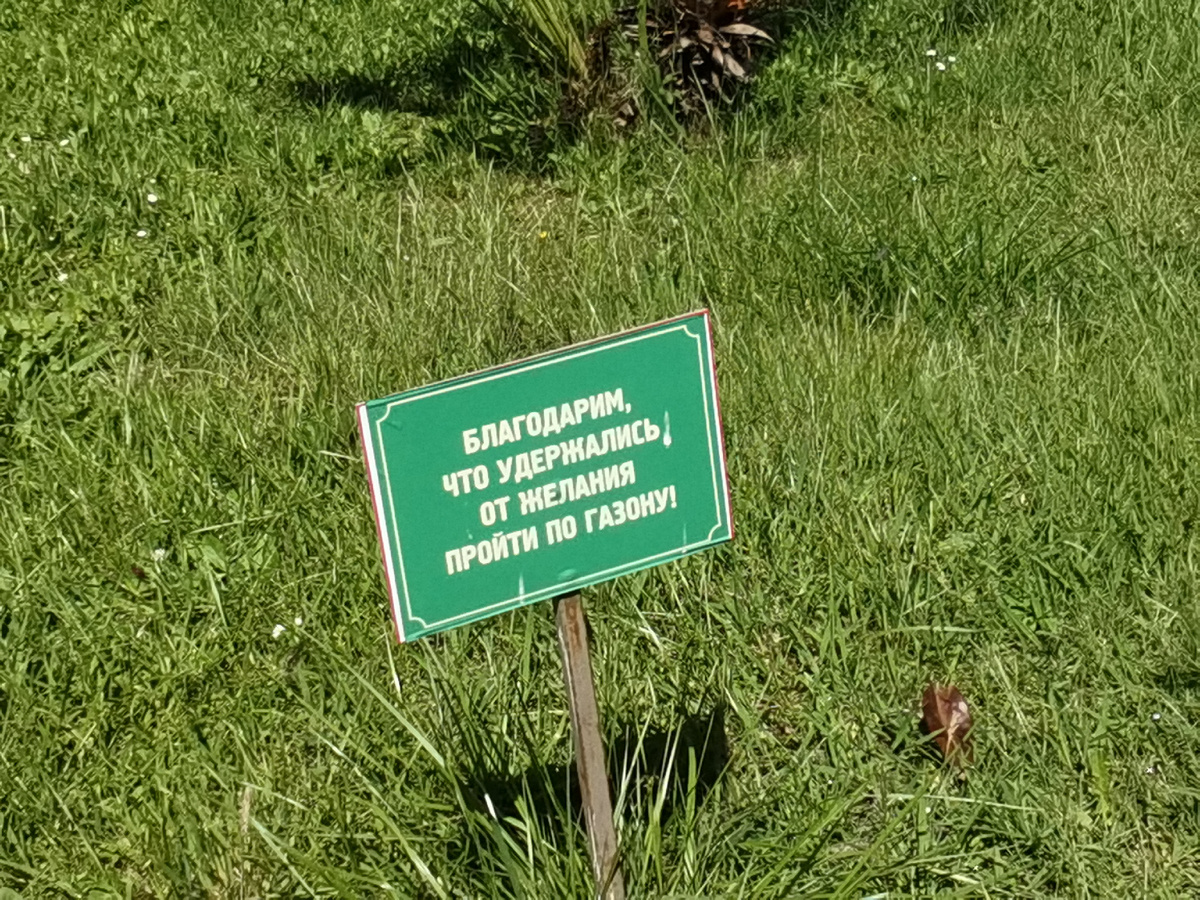 БЛАГОДАРИМ,
ЧТО УДЕРЖАЛИСЬ
ОТ ЖЕЛАНИЯ
ПРОЙТИ ПО ГАЗОНУ!